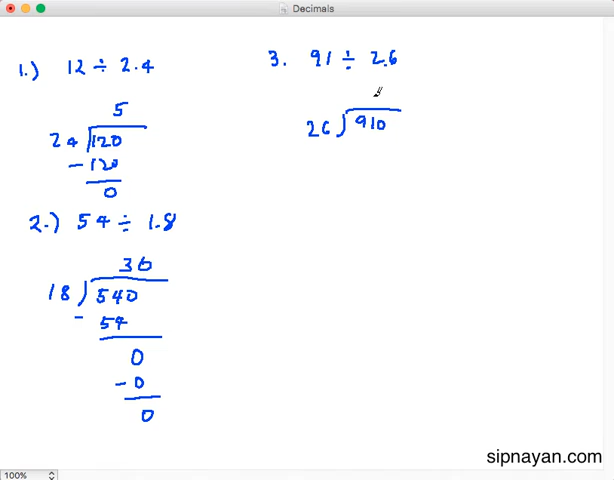 Decimals
1.) 12 ÷ 2.4
5
24 120
- 120
0
2.) 54 ÷ 1.8
30
18 540
- 54
0
- 0
0
3. 91 ÷ 2.6
26 910
sipnayan.com
100%